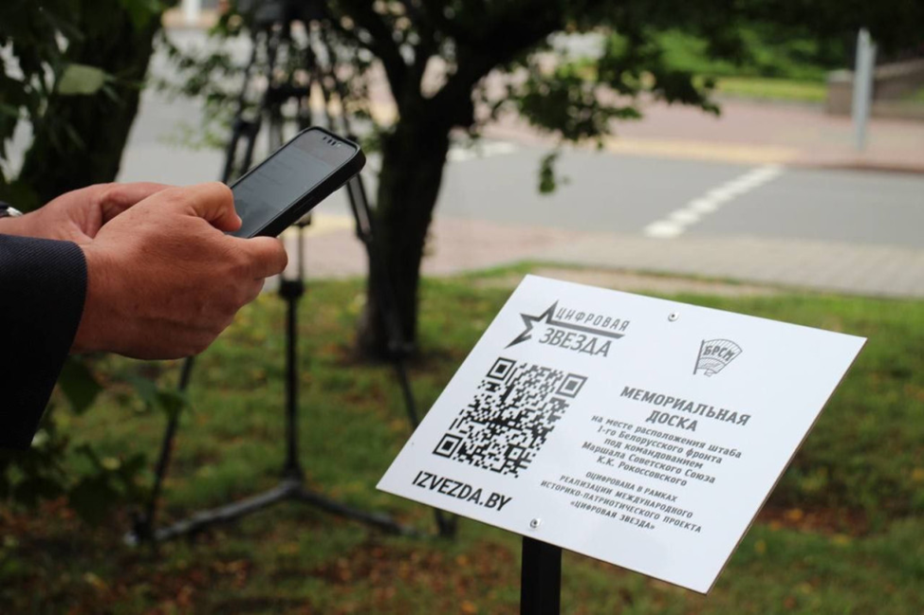 ЦИФРОВАЯ
ЗВЕЗДА
БРСМ
МЕМОРИАЛЬНАЯ
ДОСКА
на месте расположения штаба
1-го Белорусского фронта
под командованием
Маршала Советского Союза
К.К. Рокоссовского
ОЦИФРОВАНА В РАМКАХ
РЕАЛИЗАЦИИ МЕЖДУНАРОДНОГО
ИСТОРИКО-ПАТРИОТИЧЕСКОГО ПРОЕКТА
«ЦИФРОВАЯ ЗВЕЗДА»
IZVEZDA.BY